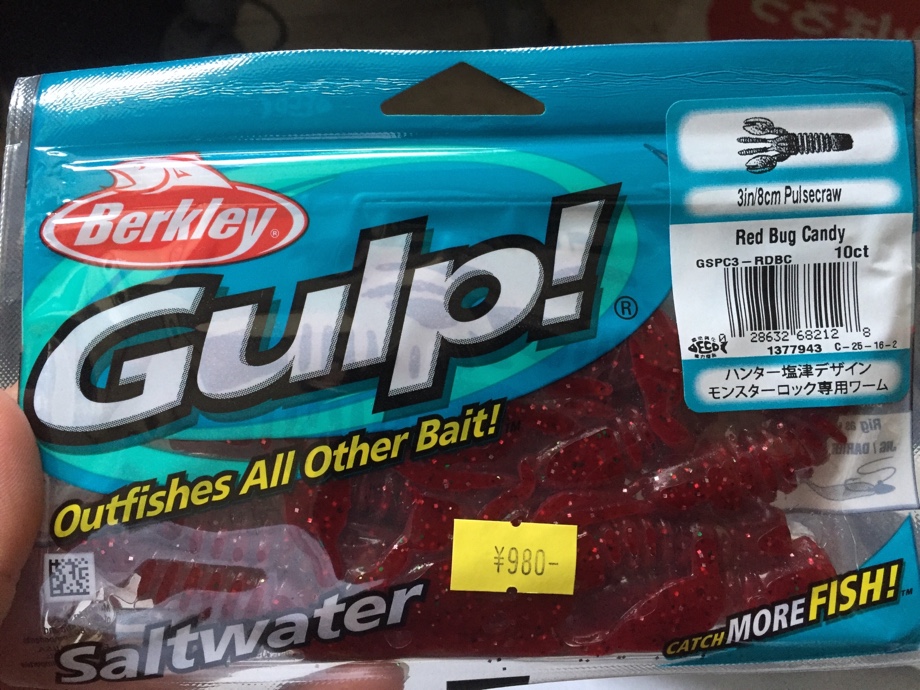 Berkley®
Gulp!®
Outfishes All Other Bait!
Saltwater
CATCH MORE FISH!™
¥980-
3in/8cm Pulsecraw
Red Bug Candy
10ct
GSPC3-RDBC
0 28632 68212 8
1377943 C-25-16-2
FECO
ハンター塩津デザイン
モンスターロック専用ワーム